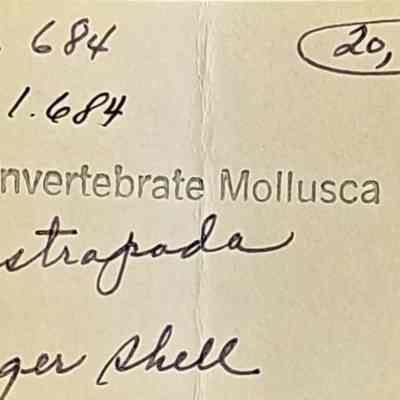 . 684 20,
1.684
nvertebrate Mollusca
strapoda
ger shell